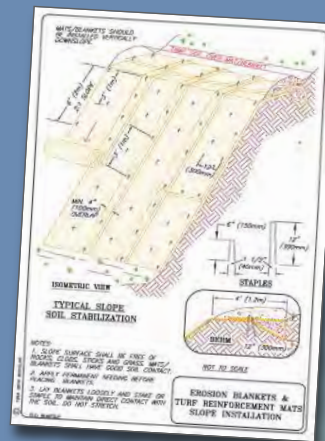 MATS/BLANKETS SHOULD
BE INSTALLED VERTICALLY
DOWNSLOPE.
ISOMETRIC VIEW
TYPICAL SLOPE
SOIL STABILIZATION
MIN. 4"
(100mm)
12"
(300mm)
6" (150mm)
12"
(300mm)
1 1/2"
(40mm)
STAPLES
4' (1.2m)
BERM
12" (300mm)
NOT TO SCALE
NOTES:
1. SLOPE SURFACE SHALL BE FREE OF
ROCKS, CLODS, STICKS AND GRASS. MATS/
BLANKETS SHALL HAVE GOOD SOIL CONTACT.
2. APPLY PERMANENT SEEDING BEFORE
PLACING BLANKETS.
3. LAY BLANKETS LOOSELY AND STAKE OR
STAPLE TO MAINTAIN DIRECT CONTACT WITH
THE SOIL. DO NOT STRETCH.
EROSION BLANKETS &
TURF REINFORCEMENT MATS
SLOPE INSTALLATION